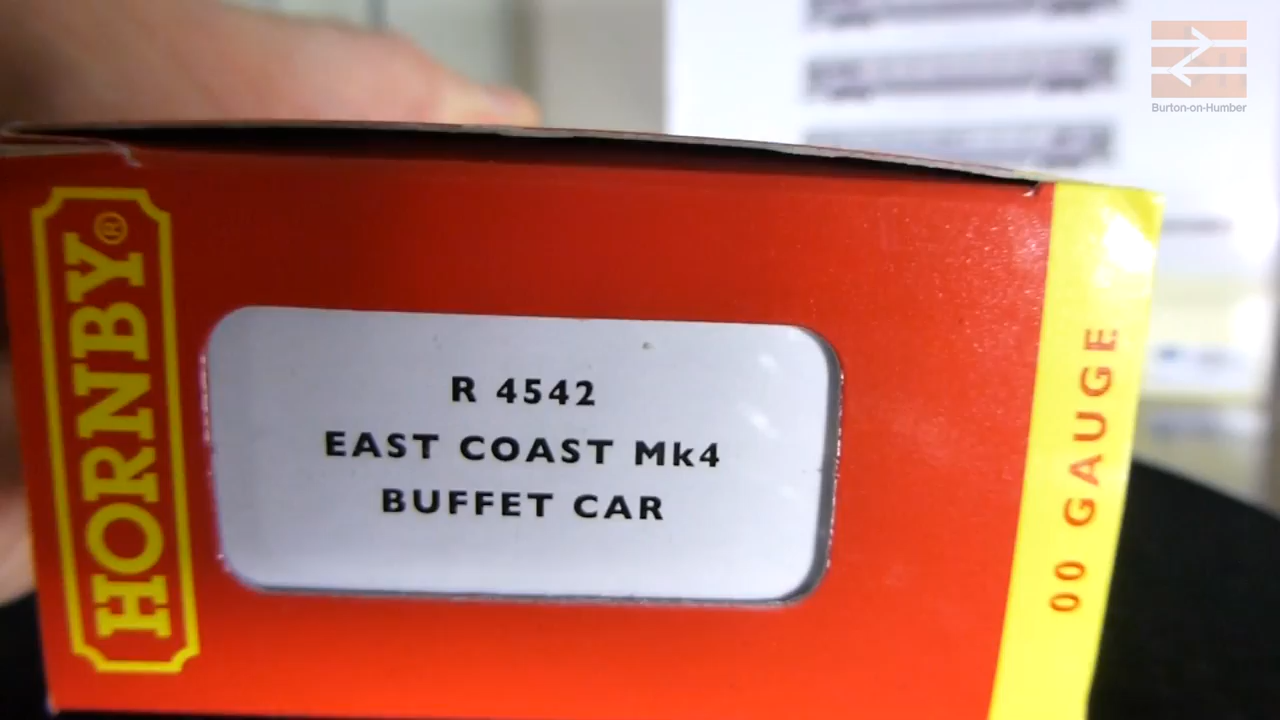 Burton-on-Humber
HORNBY®
R 4542
EAST COAST Mk4
BUFFET CAR
00 GAUGE